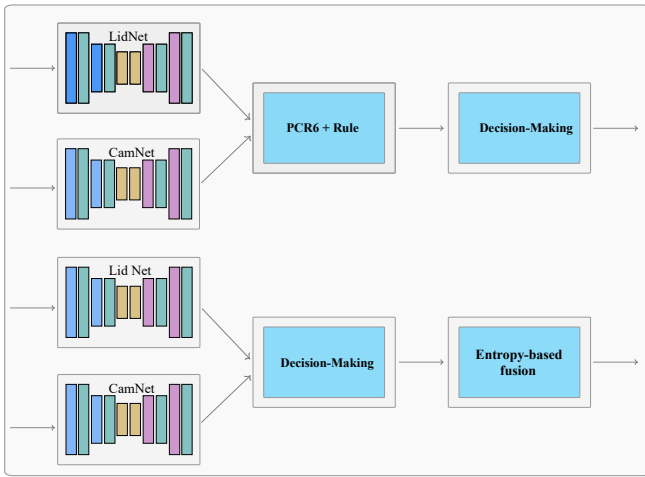 LidNet
PCR6 + Rule
Decision-Making
CamNet
Lid Net
Decision-Making
Entropy-based
fusion
CamNet